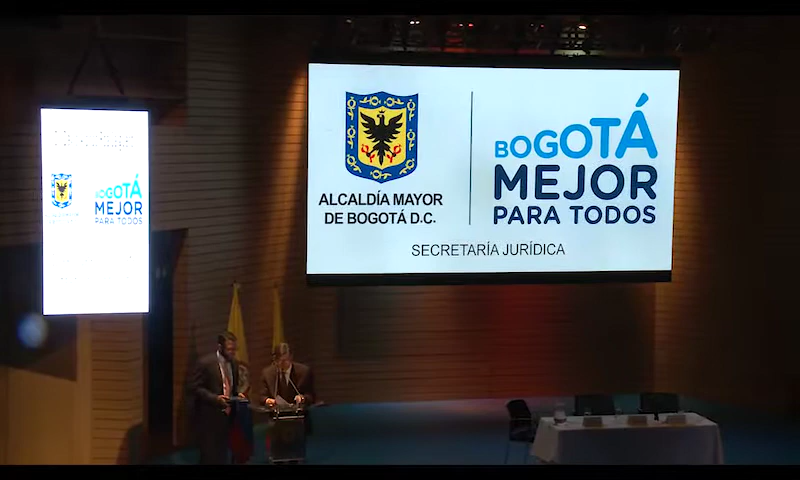 ALCALDÍA MAYOR
DE BOGOTÁ D.C.
BOGOTÁ
MEJOR
PARA TODOS
SECRETARÍA JURÍDICA
BOGOTÁ
MEJOR
PARA TODOS